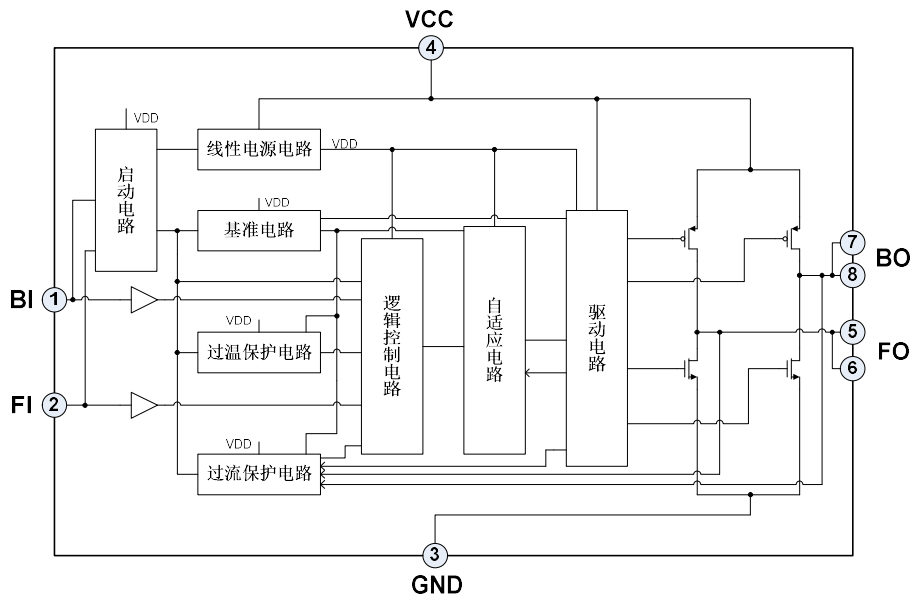 VCC
4
VDD
线性电源电路
VDD
启动电路
VDD
基准电路
7
BO
8
BI
1
逻辑控制电路
自适应电路
驱动电路
VDD
过温保护电路
5
FO
6
FI
2
VDD
过流保护电路
3
GND